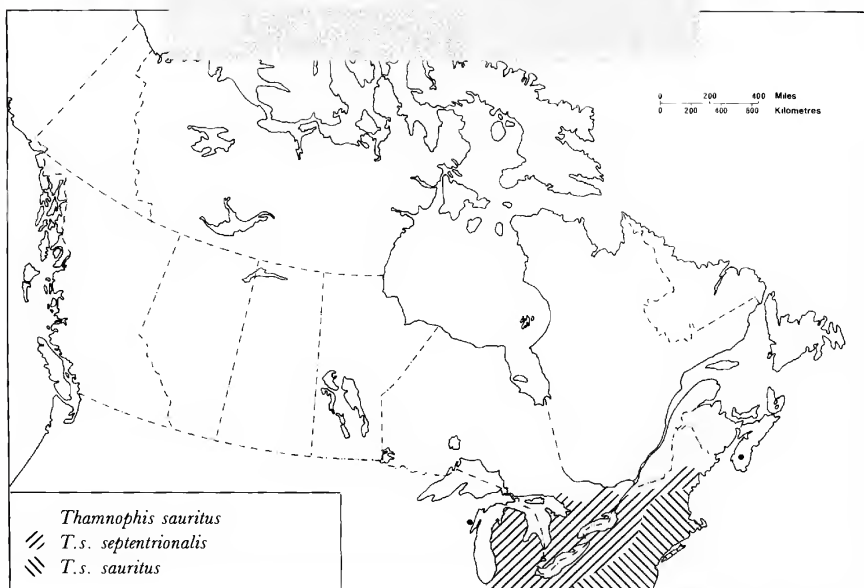 0 200 400 Miles
0 200 400 600 Kilometres
Thamnophis sauritus
T.s. septentrionalis
T.s. sauritus